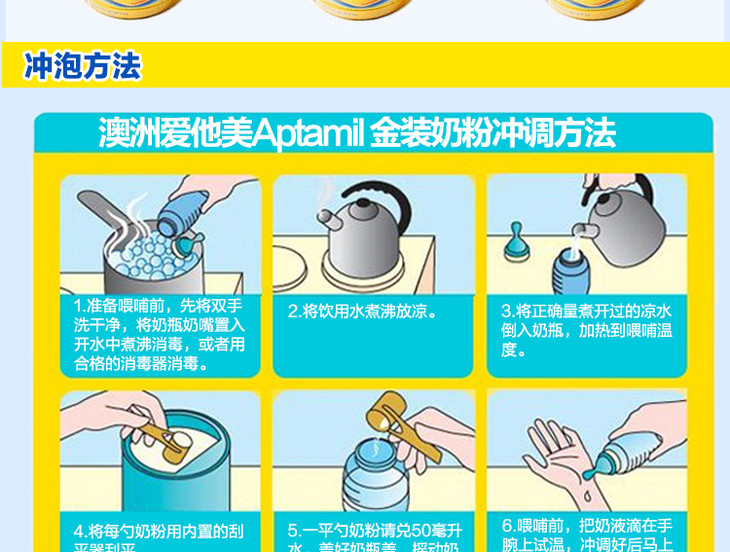 冲泡方法
澳洲爱他美Aptamil 金装奶粉冲调方法
1.准备喂哺前，先将双手
洗干净，将奶瓶奶嘴置入
开水中煮沸消毒，或者用
合格的消毒器消毒。
2.将饮用水煮沸放凉。
3.将正确量煮开过的凉水
倒入奶瓶，加热到喂哺温
度。
4.将每勺奶粉用内置的刮
平器刮平
5.一平勺奶粉请兑50毫升
水，盖好奶瓶盖，摇动奶
6.喂哺前，把奶液滴在手
腕上试温，冲调好后马上